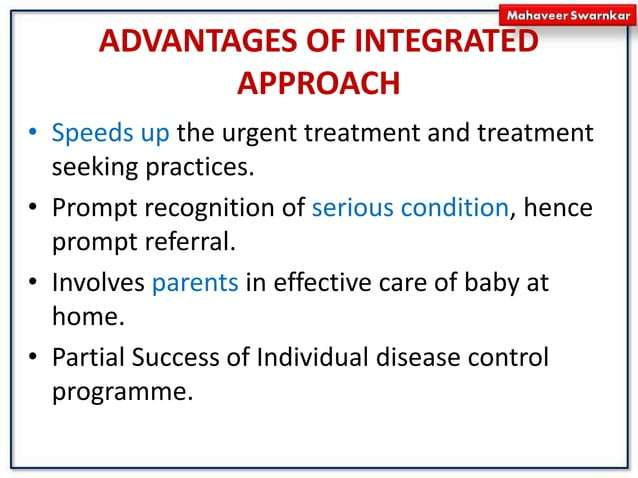 Mahaveer Swarnkar
ADVANTAGES OF INTEGRATED
APPROACH
• Speeds up the urgent treatment and treatment
seeking practices.
• Prompt recognition of serious condition, hence
prompt referral.
• Involves parents in effective care of baby at
home.
• Partial Success of Individual disease control
programme.